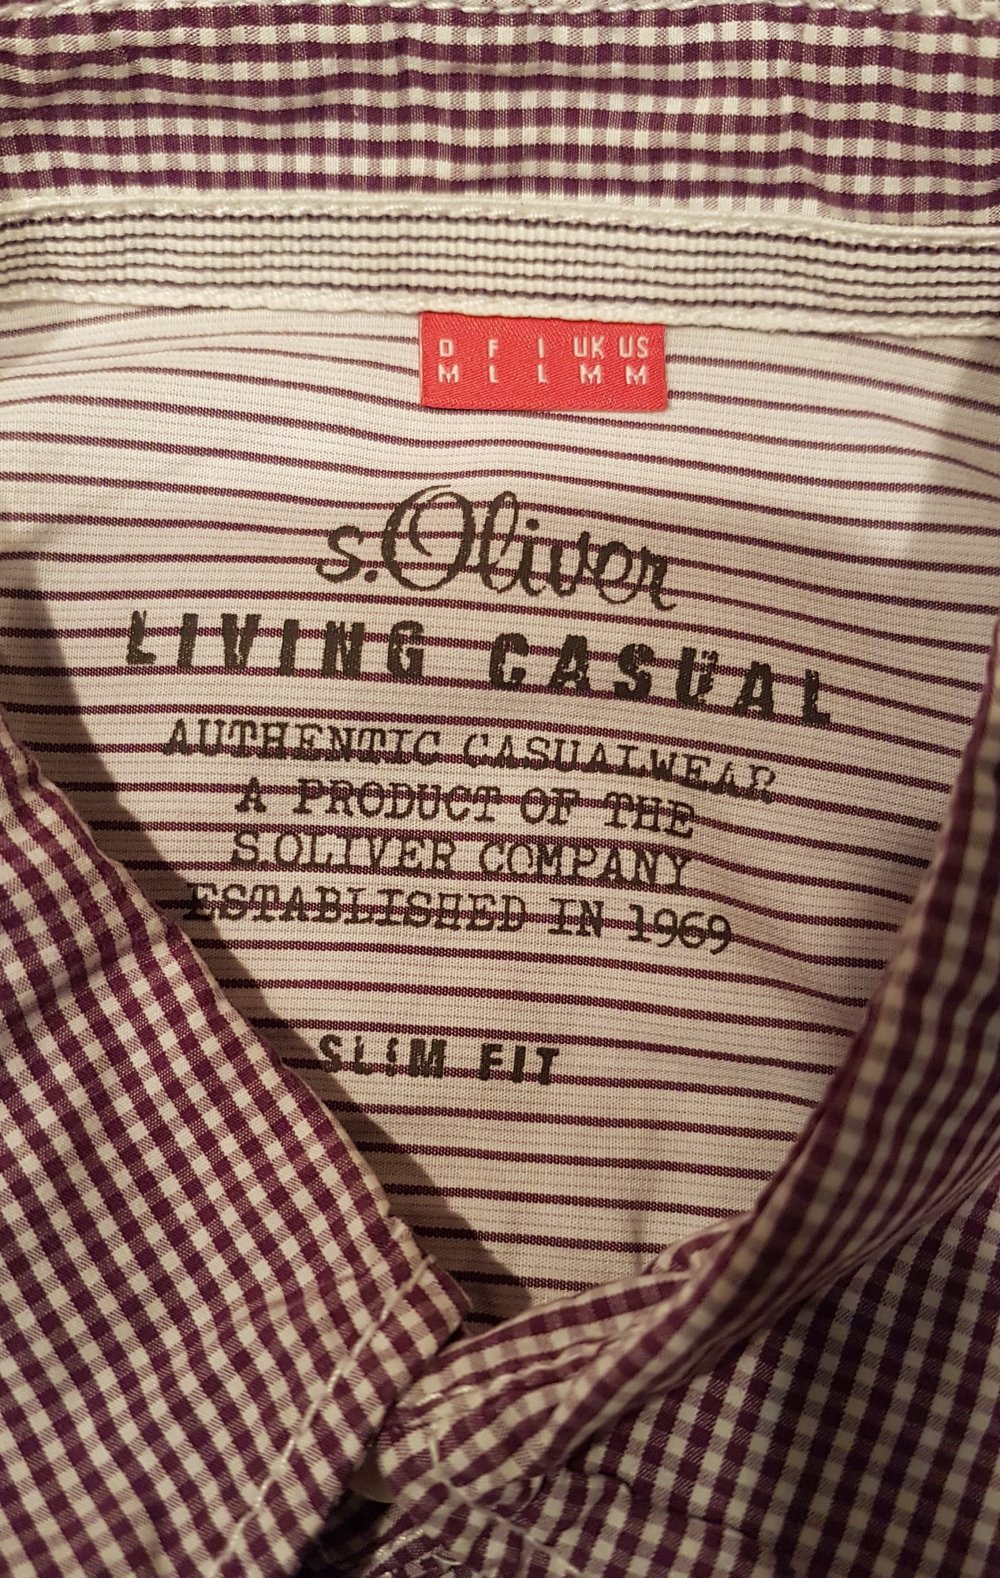 D F I UK US
M L L M M
s.Oliver
LIVING CASUAL
AUTHENTIC CASUALWEAR
A PRODUCT OF THE
S.OLIVER COMPANY
ESTABLISHED IN 1969
SLIM FIT